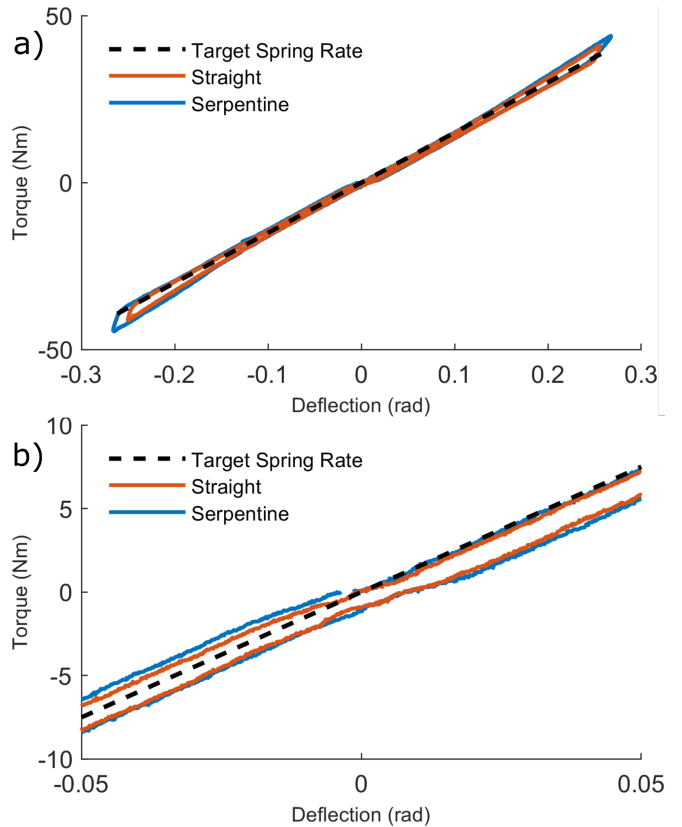 a)
50
Target Spring Rate
Straight
Serpentine
Torque (Nm)
0
-50
-0.3 -0.2 -0.1 0 0.1 0.2 0.3
Deflection (rad)
b)
10
Target Spring Rate
Straight
Serpentine
5
Torque (Nm)
0
-5
-10
-0.05 0 0.05
Deflection (rad)